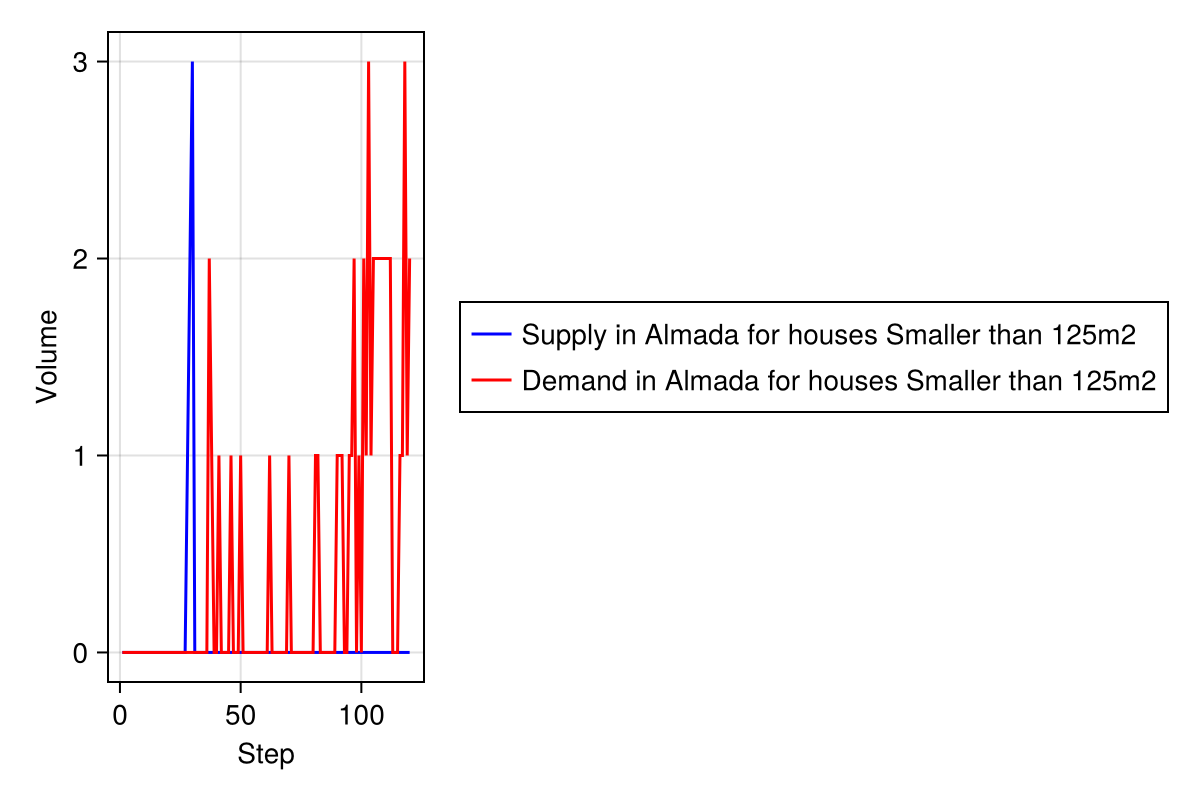 3
2
1
0
Volume
0 50 100
Step
Supply in Almada for houses Smaller than 125m2
Demand in Almada for houses Smaller than 125m2